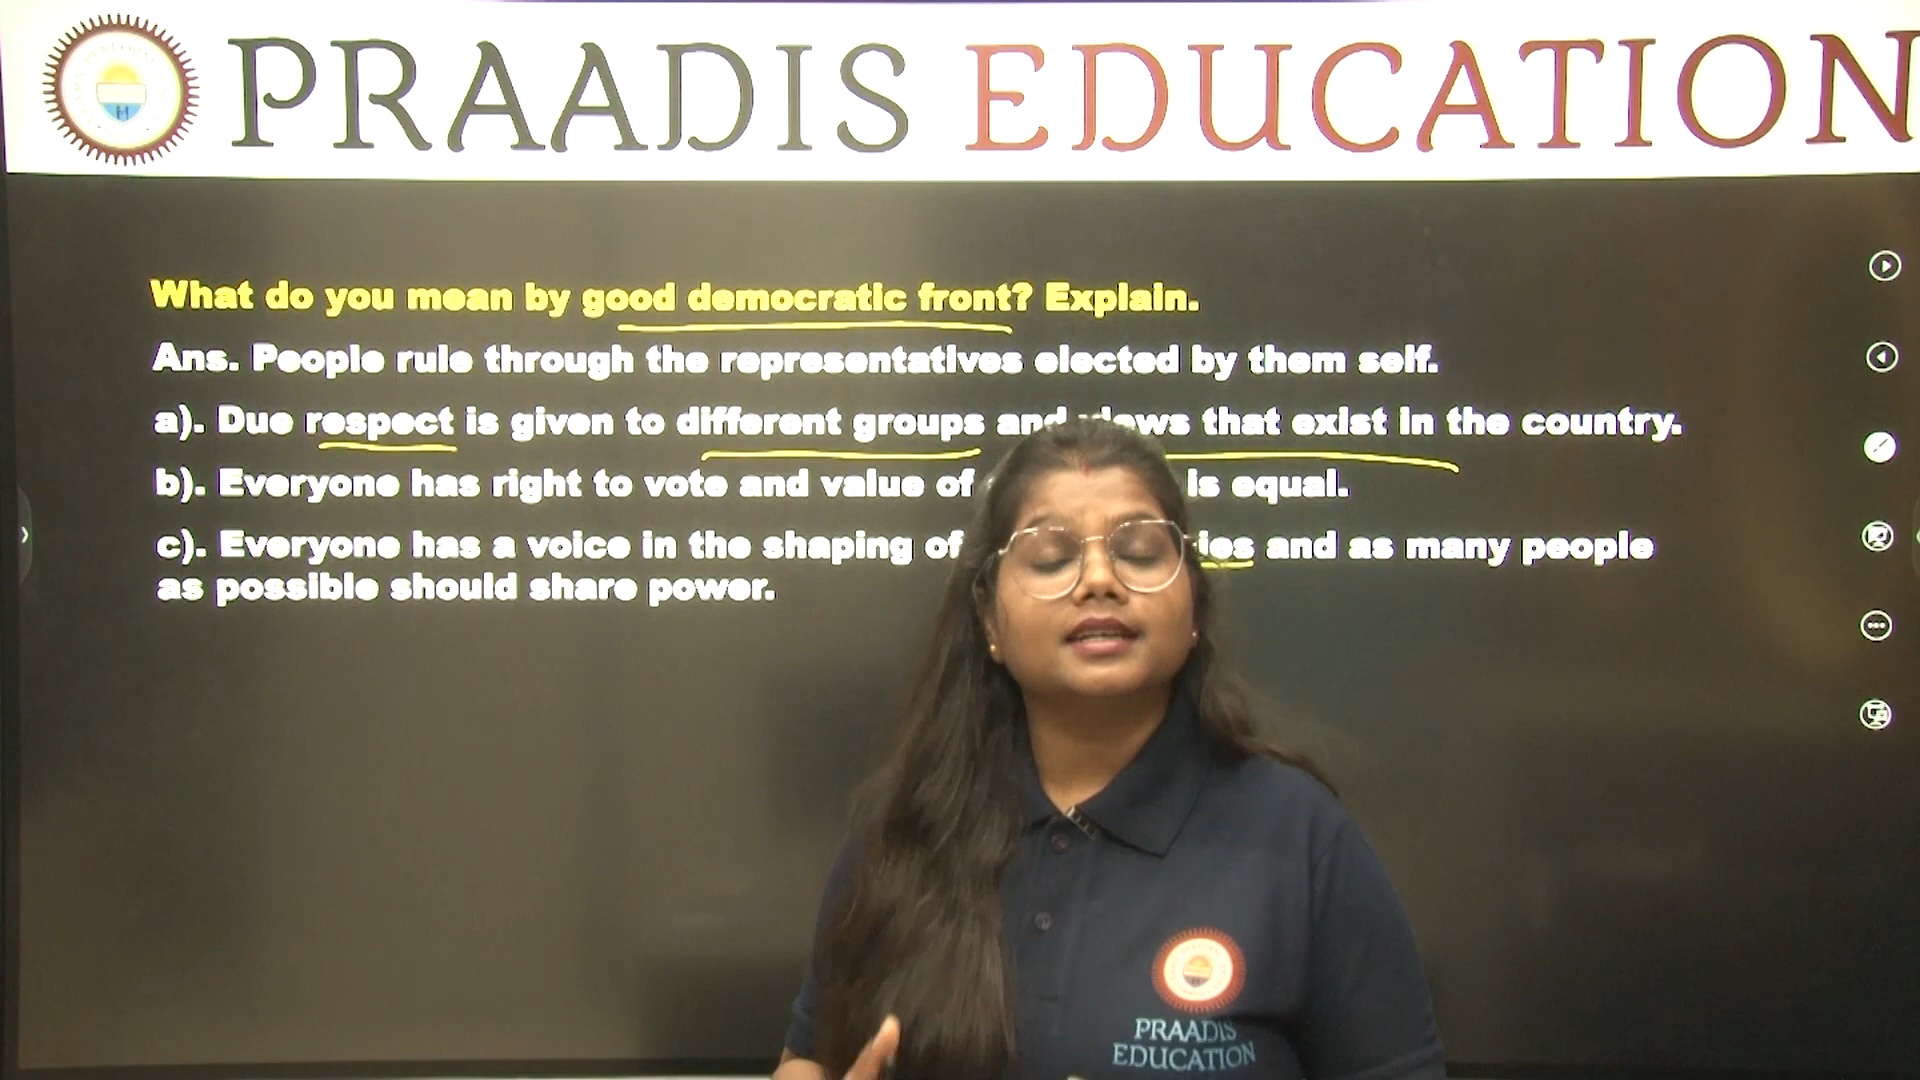 PRAADIS EDUCATION
What do you mean by good democratic front? Explain.
Ans. People rule through the representatives elected by them self.
a). Due respect is given to different groups and views that exist in the country.
b). Everyone has right to vote and value of is equal.
c). Everyone has a voice in the shaping of and as many people
as possible should share power.
PRAADIS
EDUCATION